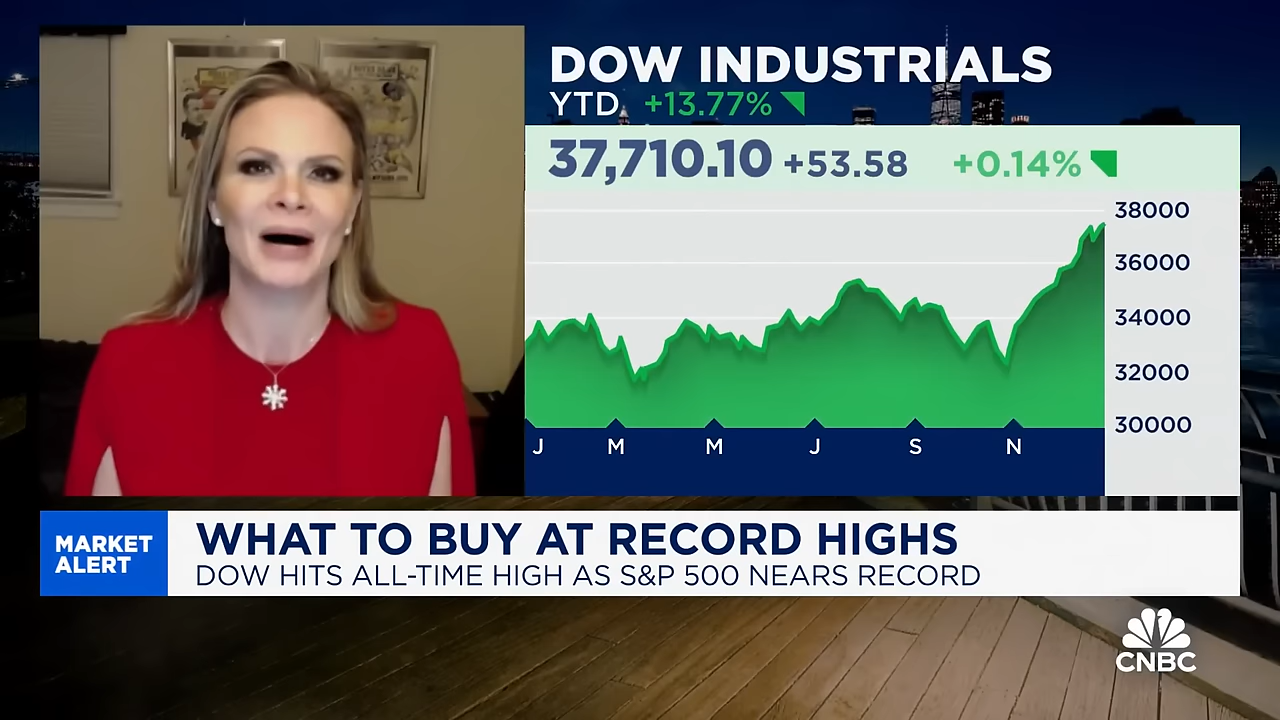 DOW INDUSTRIALS
YTD +13.77%
37,710.10 +53.58 +0.14%
38000
36000
34000
32000
30000
J M M J S N
MARKET
ALERT
WHAT TO BUY AT RECORD HIGHS
DOW HITS ALL-TIME HIGH AS S&P 500 NEARS RECORD
CNBC